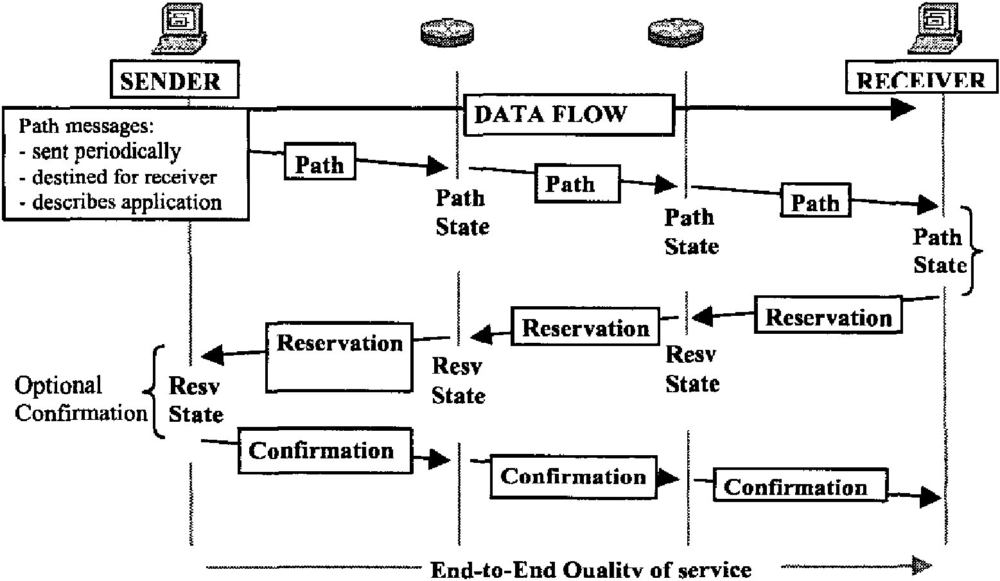 SENDER
RECEIVER
DATA FLOW
Path messages:
- sent periodically
- destined for receiver
- describes application
Path
Path
Path
Path
State
Path
State
Path
State
Reservation
Reservation
Reservation
Resv
State
Resv
State
Resv
State
Optional
Confirmation
Confirmation
Confirmation
Confirmation
End-to-End Quality of service